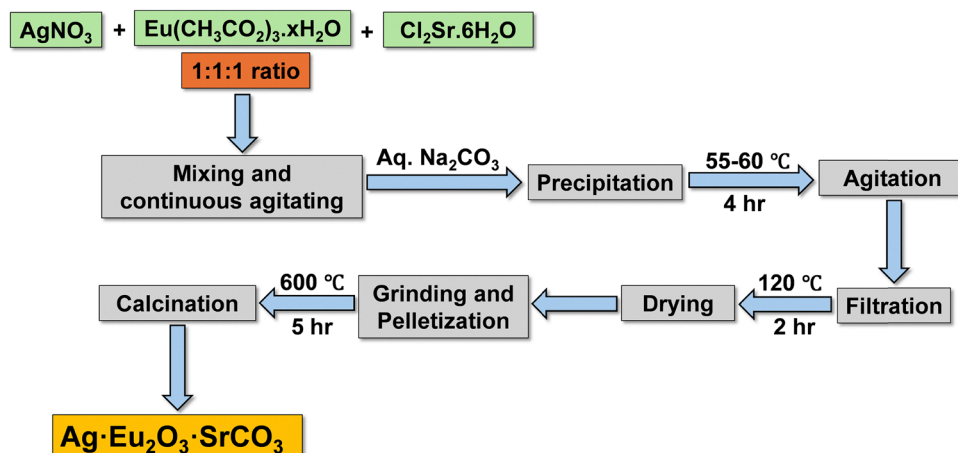 AgNO₃ + Eu(CH₃CO₂)₃.xH₂O + Cl₂Sr.6H₂O
1:1:1 ratio
Mixing and
continuous agitating
Aq. Na₂CO₃
Precipitation
55-60 ℃
4 hr
Agitation
Filtration
120 ℃
2 hr
Drying
Grinding and
Pelletization
600 ℃
5 hr
Calcination
Ag·Eu₂O₃·SrCO₃